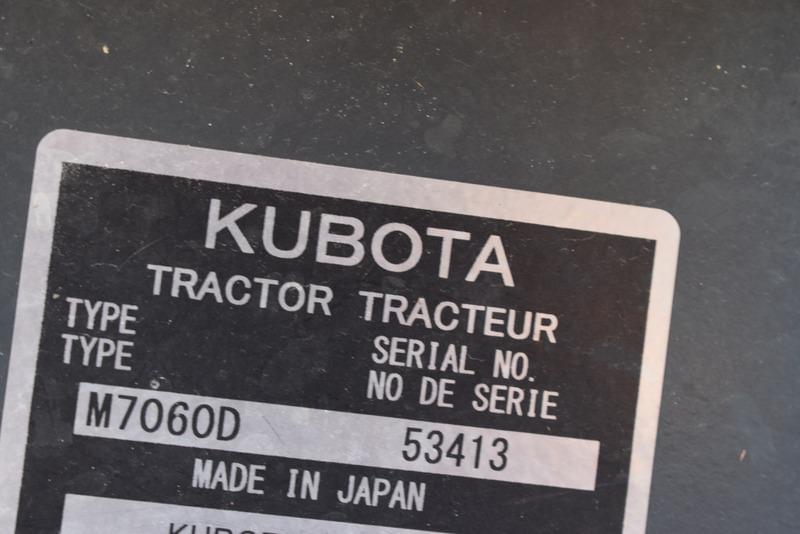 KUBOTA
TRACTOR TRACTEUR
TYPE
TYPE
SERIAL NO.
NO DE SERIE
M7060D 53413
MADE IN JAPAN